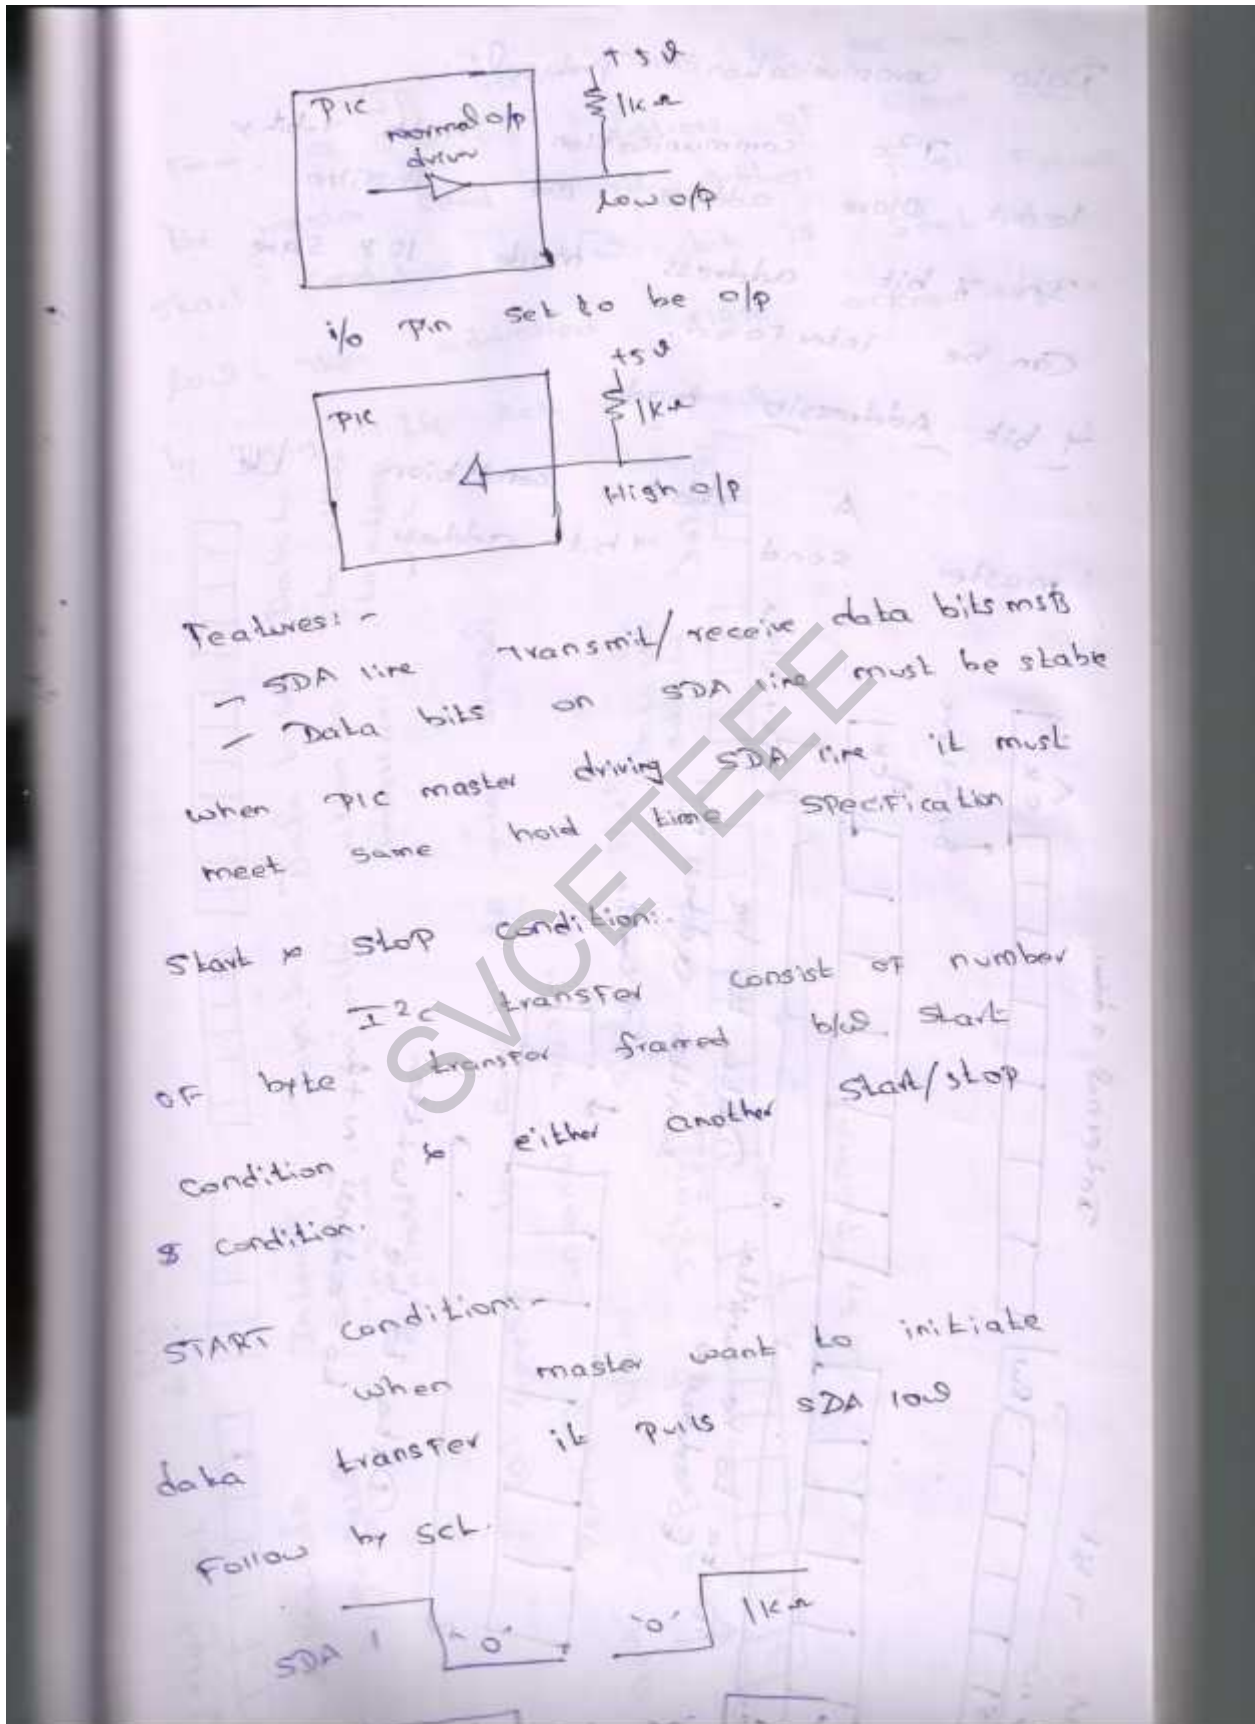 +5V
PIC
1KΩ
normal o/p
driver
Low o/p
i/o Pin set to be o/p
+5V
PIC
1KΩ
High o/p
Features:-
- SDA line transmit/receive data bits MSB
- Data bits on SDA line must be stable
when PIC master driving SDA line it must
meet same hold time specification
Start & Stop condition:-
I²C transfer consist of number
of byte transfer framed b/w start
condition & either another start/stop
condition.
START condition:-
when master want to initiate
data transfer it pulls SDA low
Follow by SCL.
SDA 1 "0" '0' 1KΩ
SVCETEEE